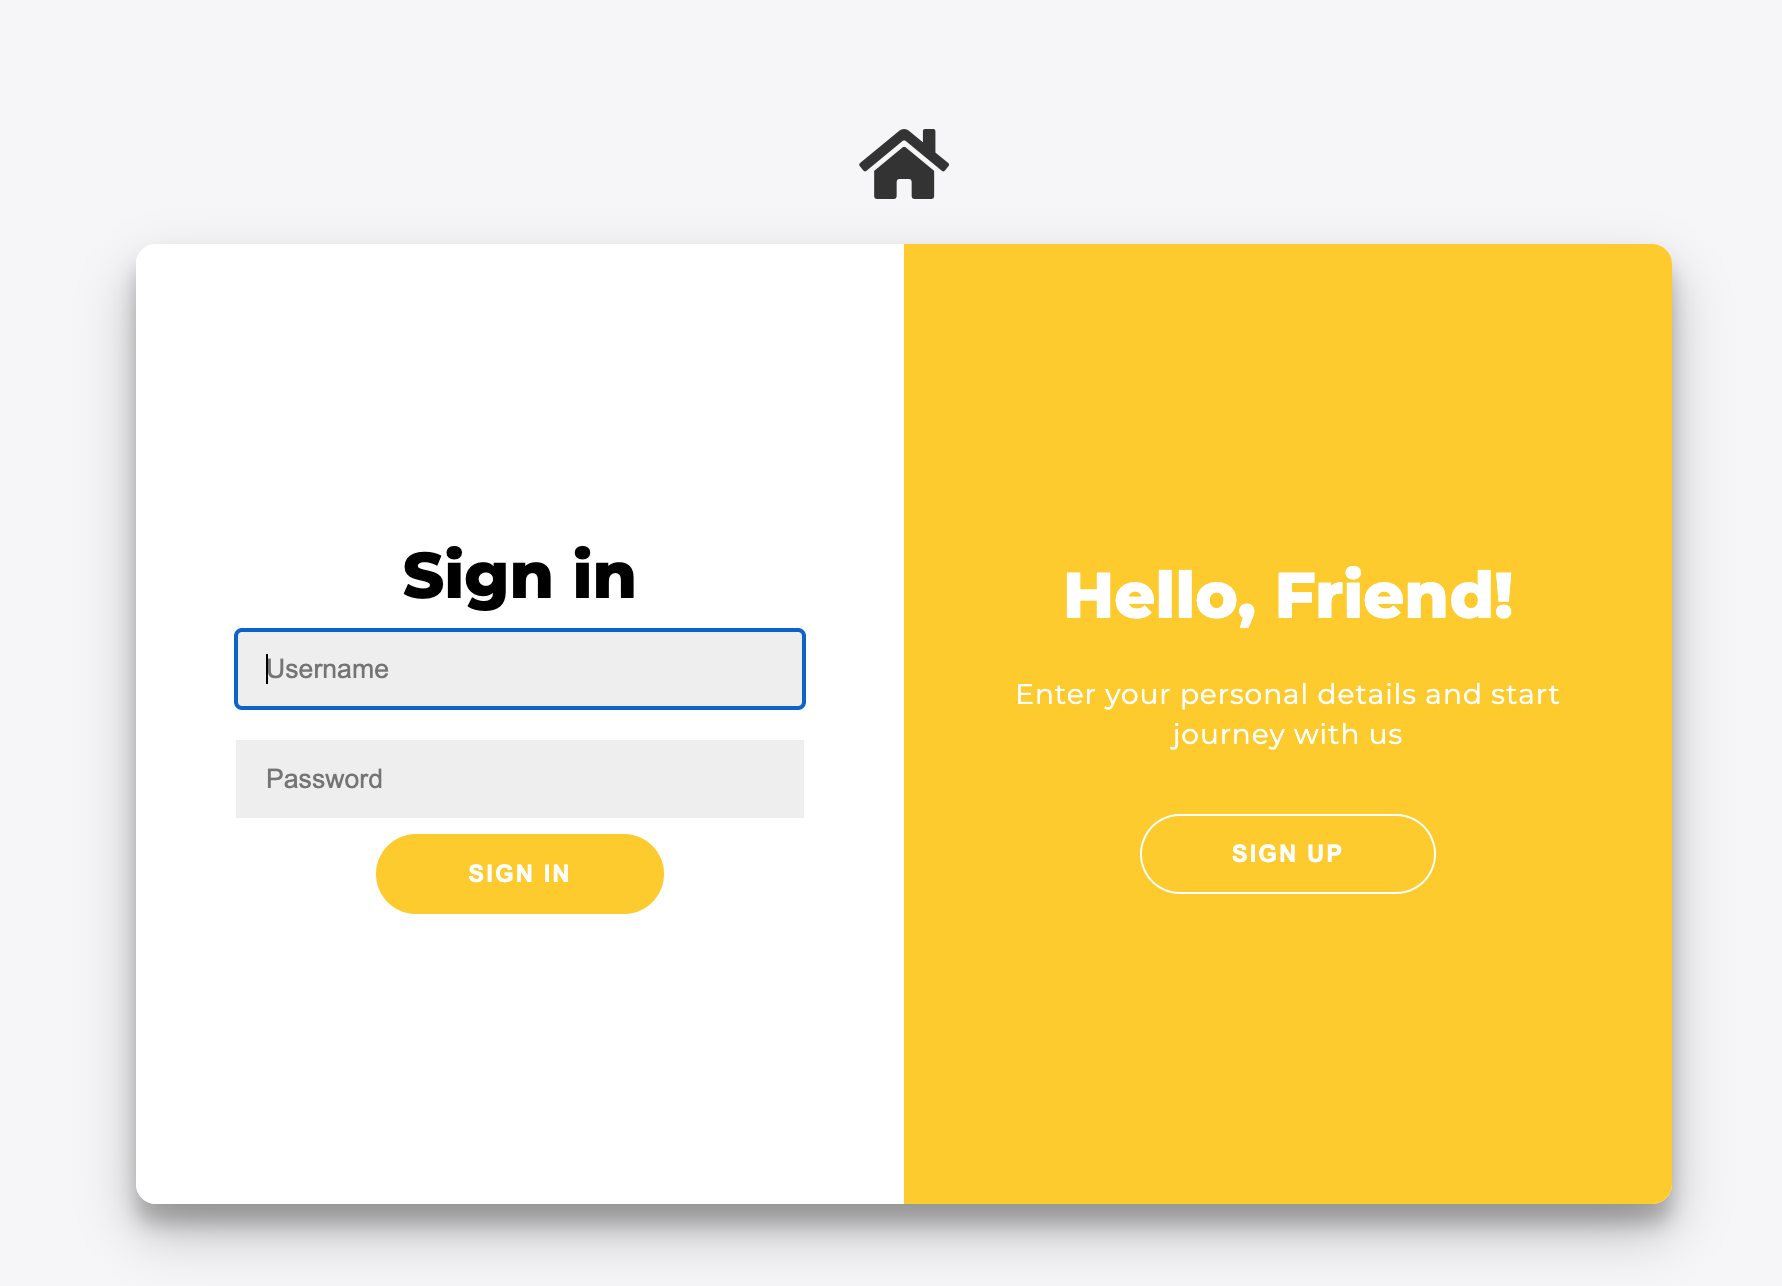 Sign in
Username
Password
SIGN IN
Hello, Friend!
Enter your personal details and start
journey with us
SIGN UP